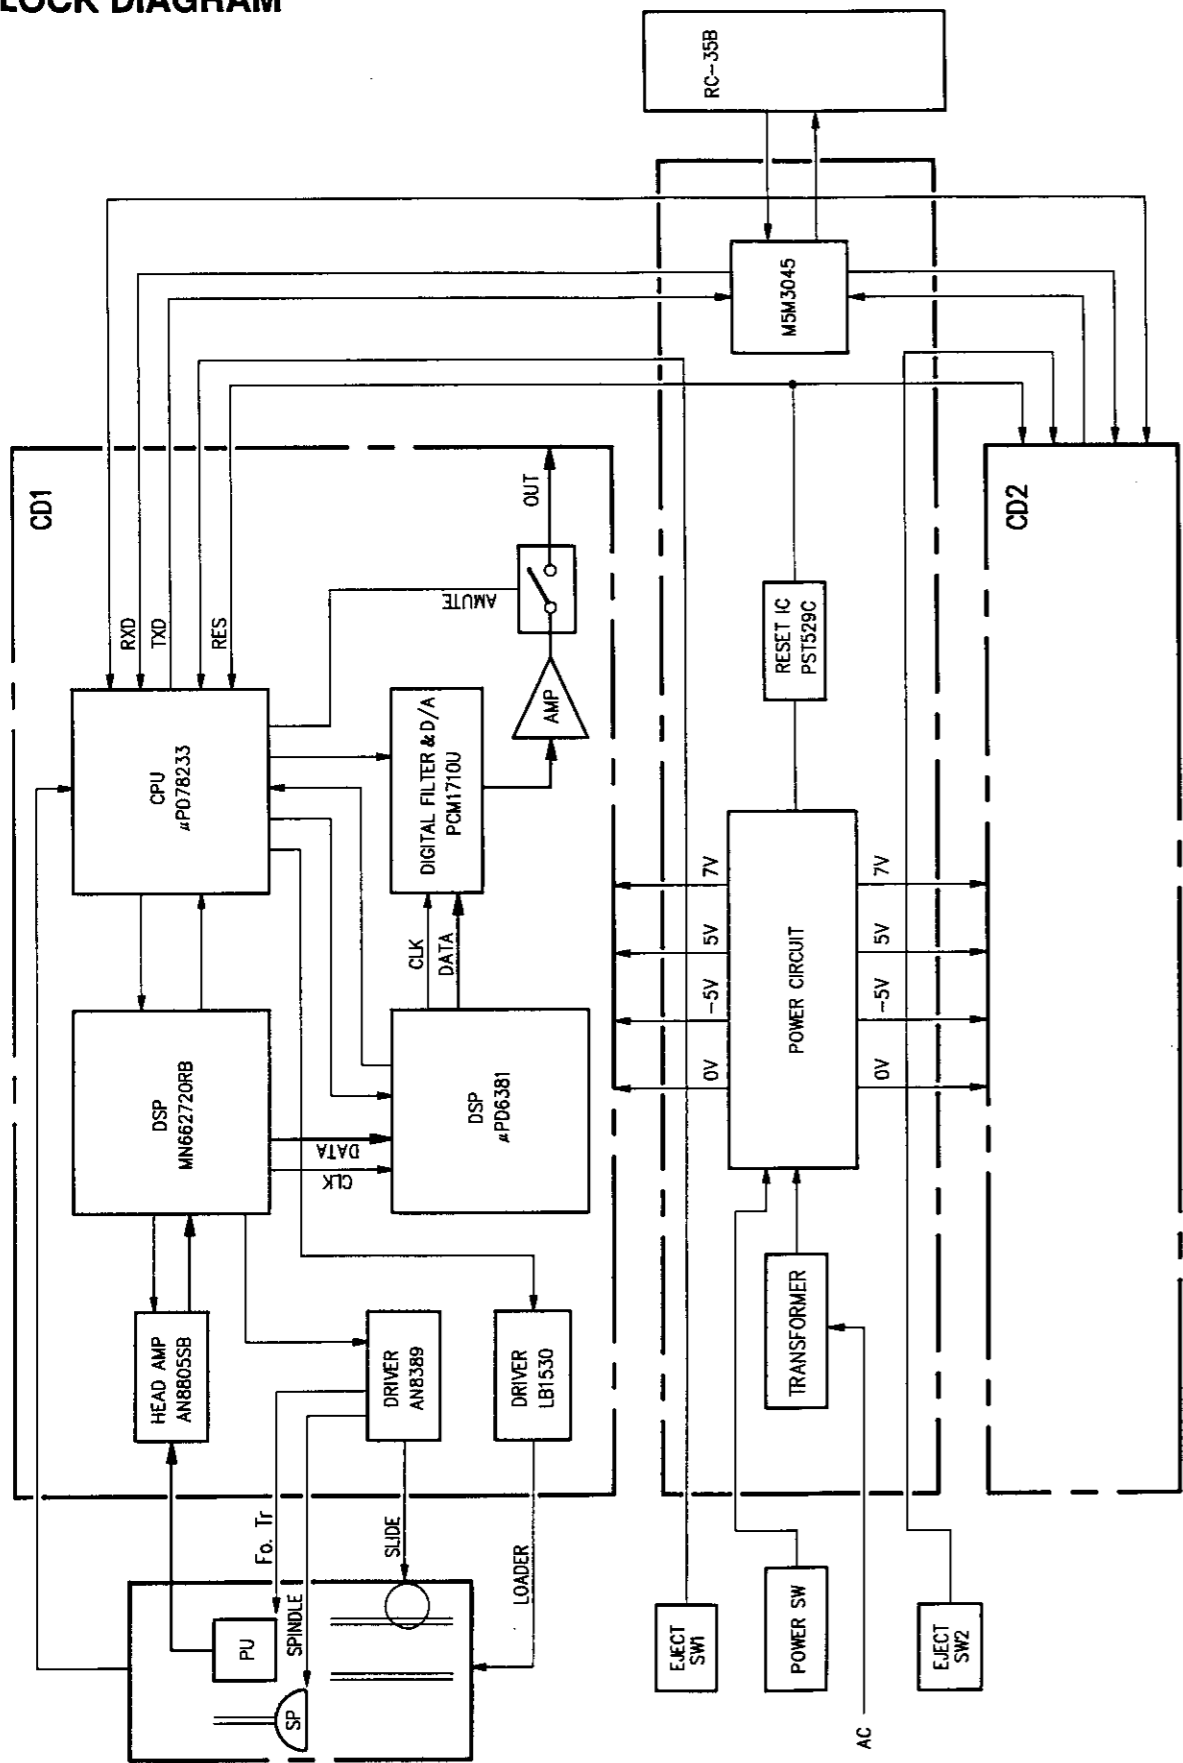 LOCK DIAGRAM
RC-35B
M5M3045
CD1
RXD
TXD
RES
OUT
AMUTE
CPU
μPD78233
DIGITAL FILTER & D/A
PCM1710U
AMP
CLK
DATA
DSP
MN662720RB
DSP
μPD6381
DATA
CLK
HEAD AMP
AN8805SB
DRIVER
AN8389
DRIVER
LB1530
Fo. Tr
SPINDLE
SLIDE
LOADER
PU
SP
RESET IC
PST529C
POWER CIRCUIT
7V
5V
-5V
0V
7V
5V
-5V
0V
TRANSFORMER
CD2
EJECT
SW1
POWER SW
EJECT
SW2
AC